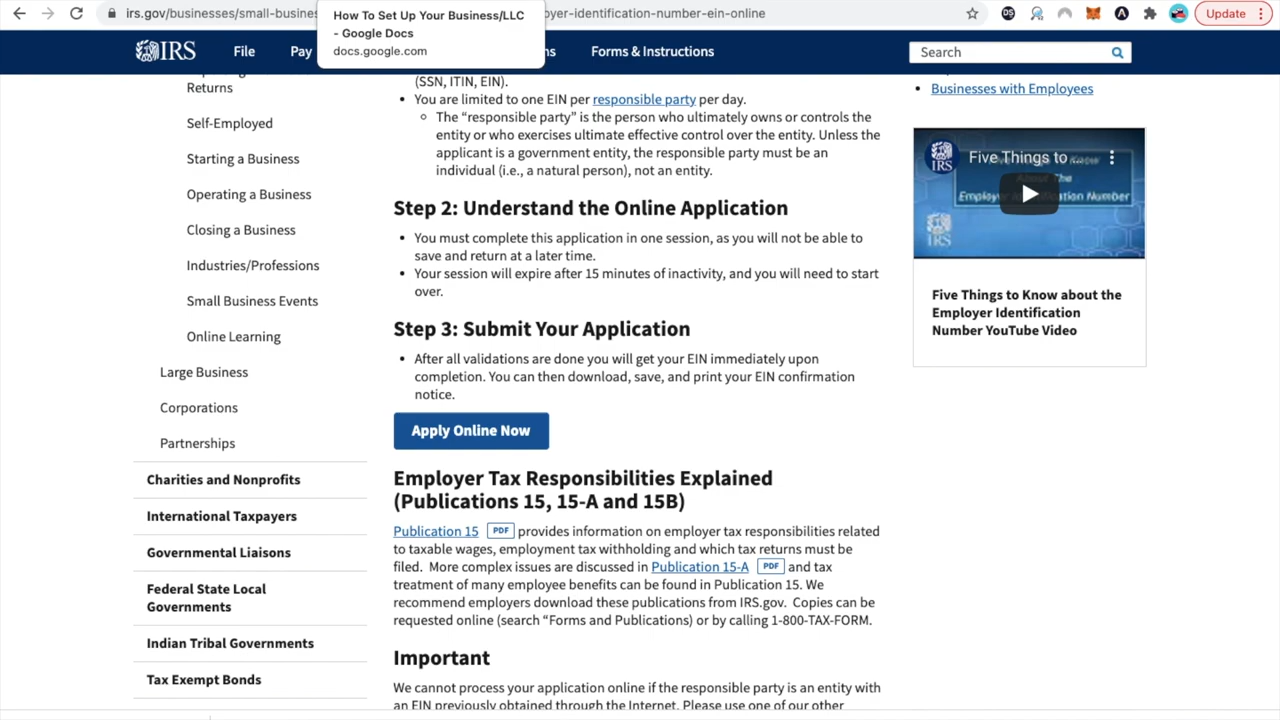 irs.gov/businesses/small-busines
oyer-identification-number-ein-online
Update
How To Set Up Your Business/LLC
- Google Docs
docs.google.com
IRS
File
Pay
ns
Forms & Instructions
Search
Returns
Self-Employed
Starting a Business
Operating a Business
Closing a Business
Industries/Professions
Small Business Events
Online Learning
Large Business
Corporations
Partnerships
Charities and Nonprofits
International Taxpayers
Governmental Liaisons
Federal State Local
Governments
Indian Tribal Governments
Tax Exempt Bonds
(SSN, ITIN, EIN).
• You are limited to one EIN per responsible party per day.
The “responsible party” is the person who ultimately owns or controls the
entity or who exercises ultimate effective control over the entity. Unless the
applicant is a government entity, the responsible party must be an
individual (i.e., a natural person), not an entity.
Step 2: Understand the Online Application
• You must complete this application in one session, as you will not be able to
save and return at a later time.
• Your session will expire after 15 minutes of inactivity, and you will need to start
over.
Step 3: Submit Your Application
• After all validations are done you will get your EIN immediately upon
completion. You can then download, save, and print your EIN confirmation
notice.
Apply Online Now
Employer Tax Responsibilities Explained
(Publications 15, 15-A and 15B)
Publication 15 PDF provides information on employer tax responsibilities related
to taxable wages, employment tax withholding and which tax returns must be
filed. More complex issues are discussed in Publication 15-A PDF and tax
treatment of many employee benefits can be found in Publication 15. We
recommend employers download these publications from IRS.gov. Copies can be
requested online (search “Forms and Publications) or by calling 1-800-TAX-FORM.
Important
We cannot process your application online if the responsible party is an entity with
an EIN previously obtained through the Internet. Please use one of our other
• Businesses with Employees
IRS
Five Things to Know
About The
Employer Identification Number
IRS
Five Things to Know about the
Employer Identification
Number YouTube Video